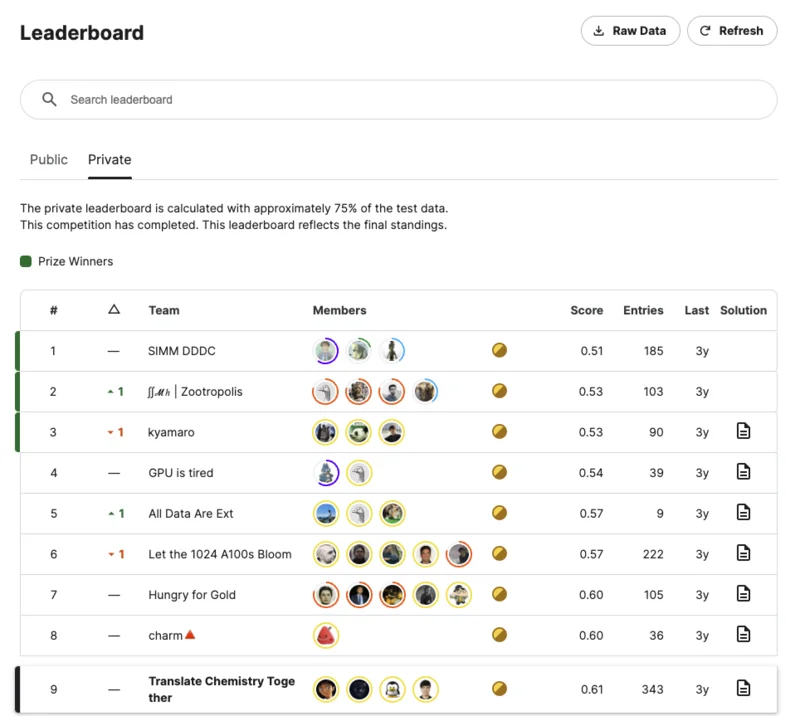 Leaderboard
Raw Data
Refresh
Search leaderboard
Public Private
The private leaderboard is calculated with approximately 75% of the test data.
This competition has completed. This leaderboard reflects the final standings.
Prize Winners
# △ Team Members Score Entries Last Solution
1 — SIMM DDDC 0.51 185 3y
2 1 ∬ℳℎ | Zootropolis 0.53 103 3y
3 1 kyamaro 0.53 90 3y
4 — GPU is tired 0.54 39 3y
5 1 All Data Are Ext 0.57 9 3y
6 1 Let the 1024 A100s Bloom 0.57 222 3y
7 — Hungry for Gold 0.60 105 3y
8 — charm🔺 0.60 36 3y
9 — Translate Chemistry Toge 0.61 343 3y
ther